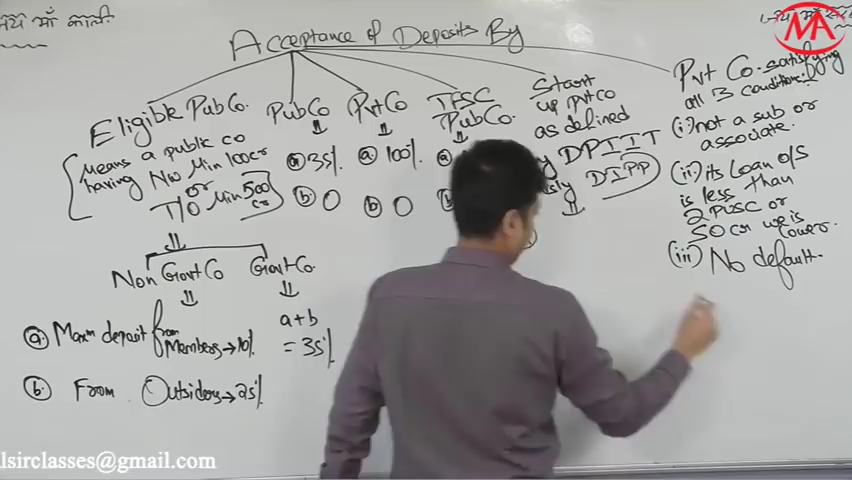 जय माँ काली
जय माँ
MA
Acceptance of Deposits By
Eligible Pub Co.
means a public co
having NW Min 100cr
or
T/O Min 500
cr
Non Govt Co
Govt Co.
(a) Maxm deposit from
Members → 10%
(b) From Outsiders → 25%
a + b
= 35%
Pub Co
(a) 35%
(b) 0
Pvt Co
(a) 100%
(b) 0
IFSC
Pub Co.
(a)
(b)
Start
up Pvt Co
as defined
DPIIT
DIPP
Pvt Co. satisfying
all 3 conditions:
(i) not a sub or
associate.
(ii) its Loan o/s
is less than
2 PUSC or
50 cr w e is
lower.
(iii) No default.
lsirclasses@gmail.com